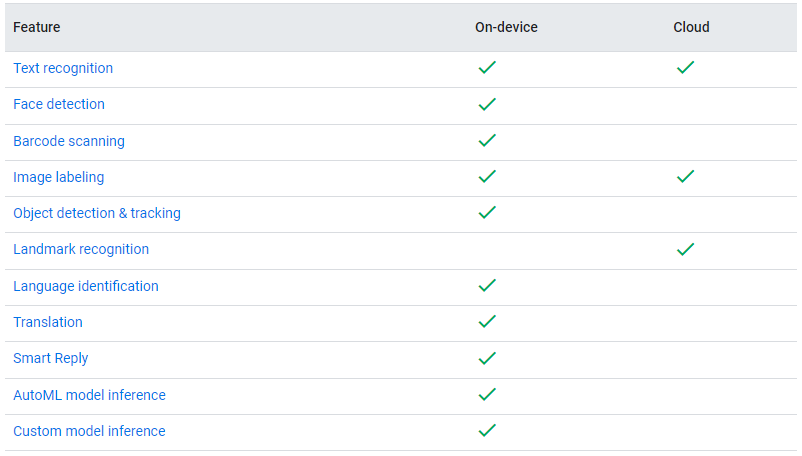 Feature On-device Cloud
Text recognition
Face detection
Barcode scanning
Image labeling
Object detection & tracking
Landmark recognition
Language identification
Translation
Smart Reply
AutoML model inference
Custom model inference